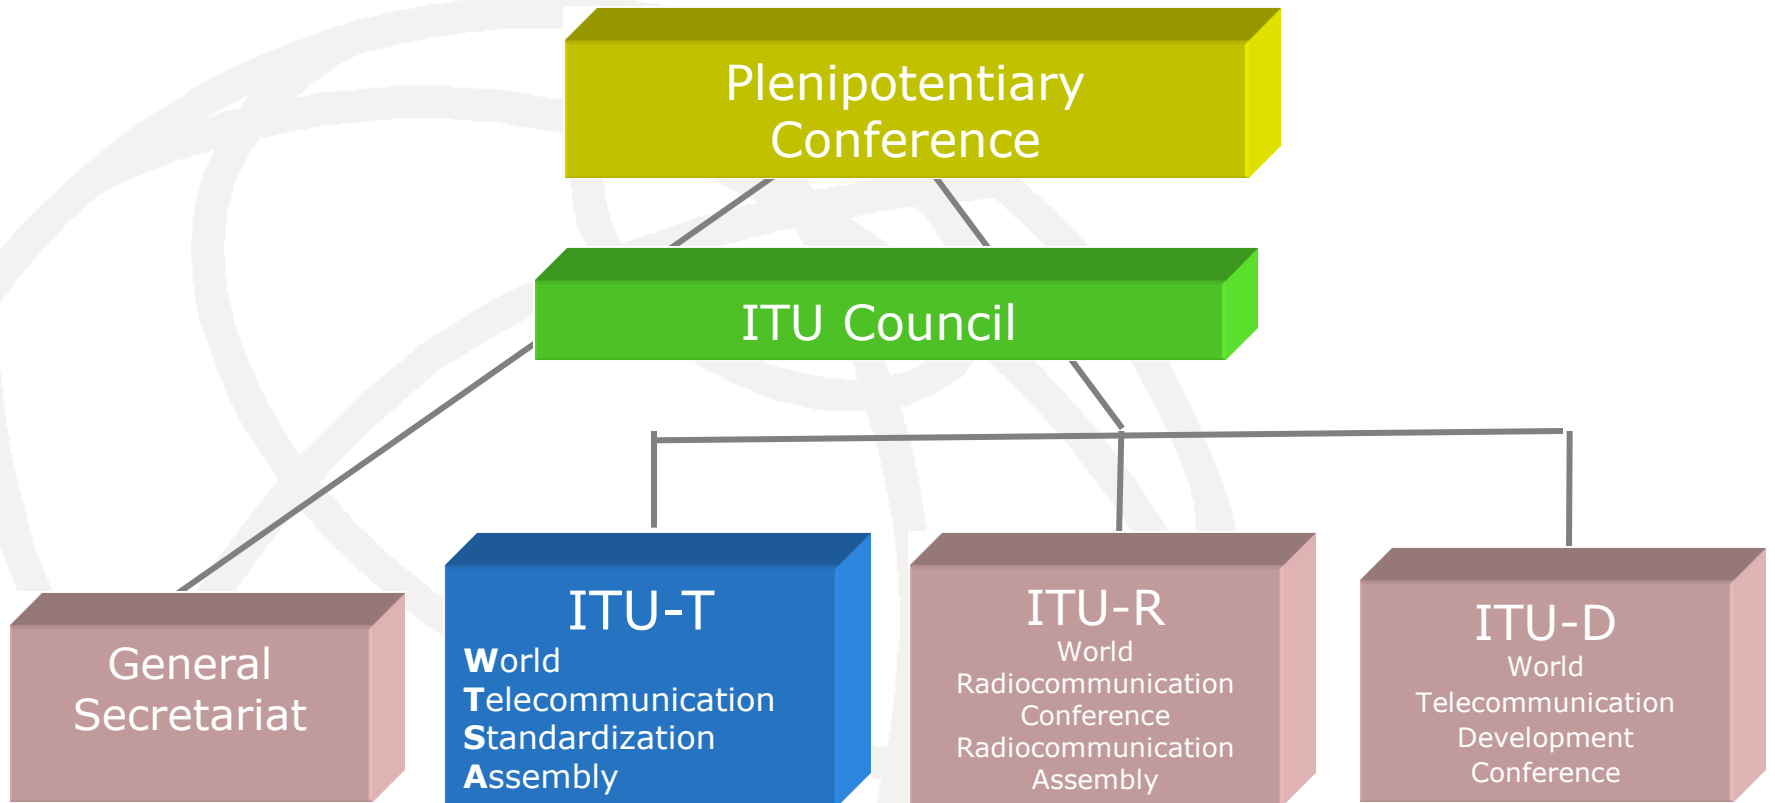 Plenipotentiary
Conference
ITU Council
General
Secretariat
ITU-T
World
Telecommunication
Standardization
Assembly
ITU-R
World
Radiocommunication
Conference
Radiocommunication
Assembly
ITU-D
World
Telecommunication
Development
Conference